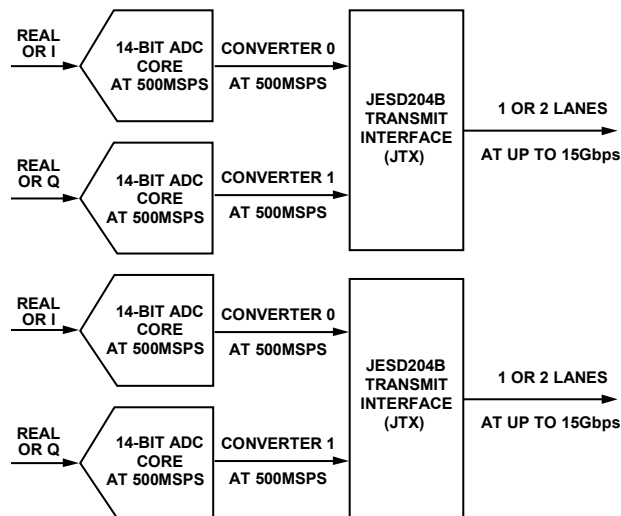 REAL
OR I
14-BIT ADC
CORE
AT 500MSPS
CONVERTER 0
AT 500MSPS
REAL
OR Q
14-BIT ADC
CORE
AT 500MSPS
CONVERTER 1
AT 500MSPS
JESD204B
TRANSMIT
INTERFACE
(JTX)
1 OR 2 LANES
AT UP TO 15Gbps
REAL
OR I
14-BIT ADC
CORE
AT 500MSPS
CONVERTER 0
AT 500MSPS
REAL
OR Q
14-BIT ADC
CORE
AT 500MSPS
CONVERTER 1
AT 500MSPS
JESD204B
TRANSMIT
INTERFACE
(JTX)
1 OR 2 LANES
AT UP TO 15Gbps